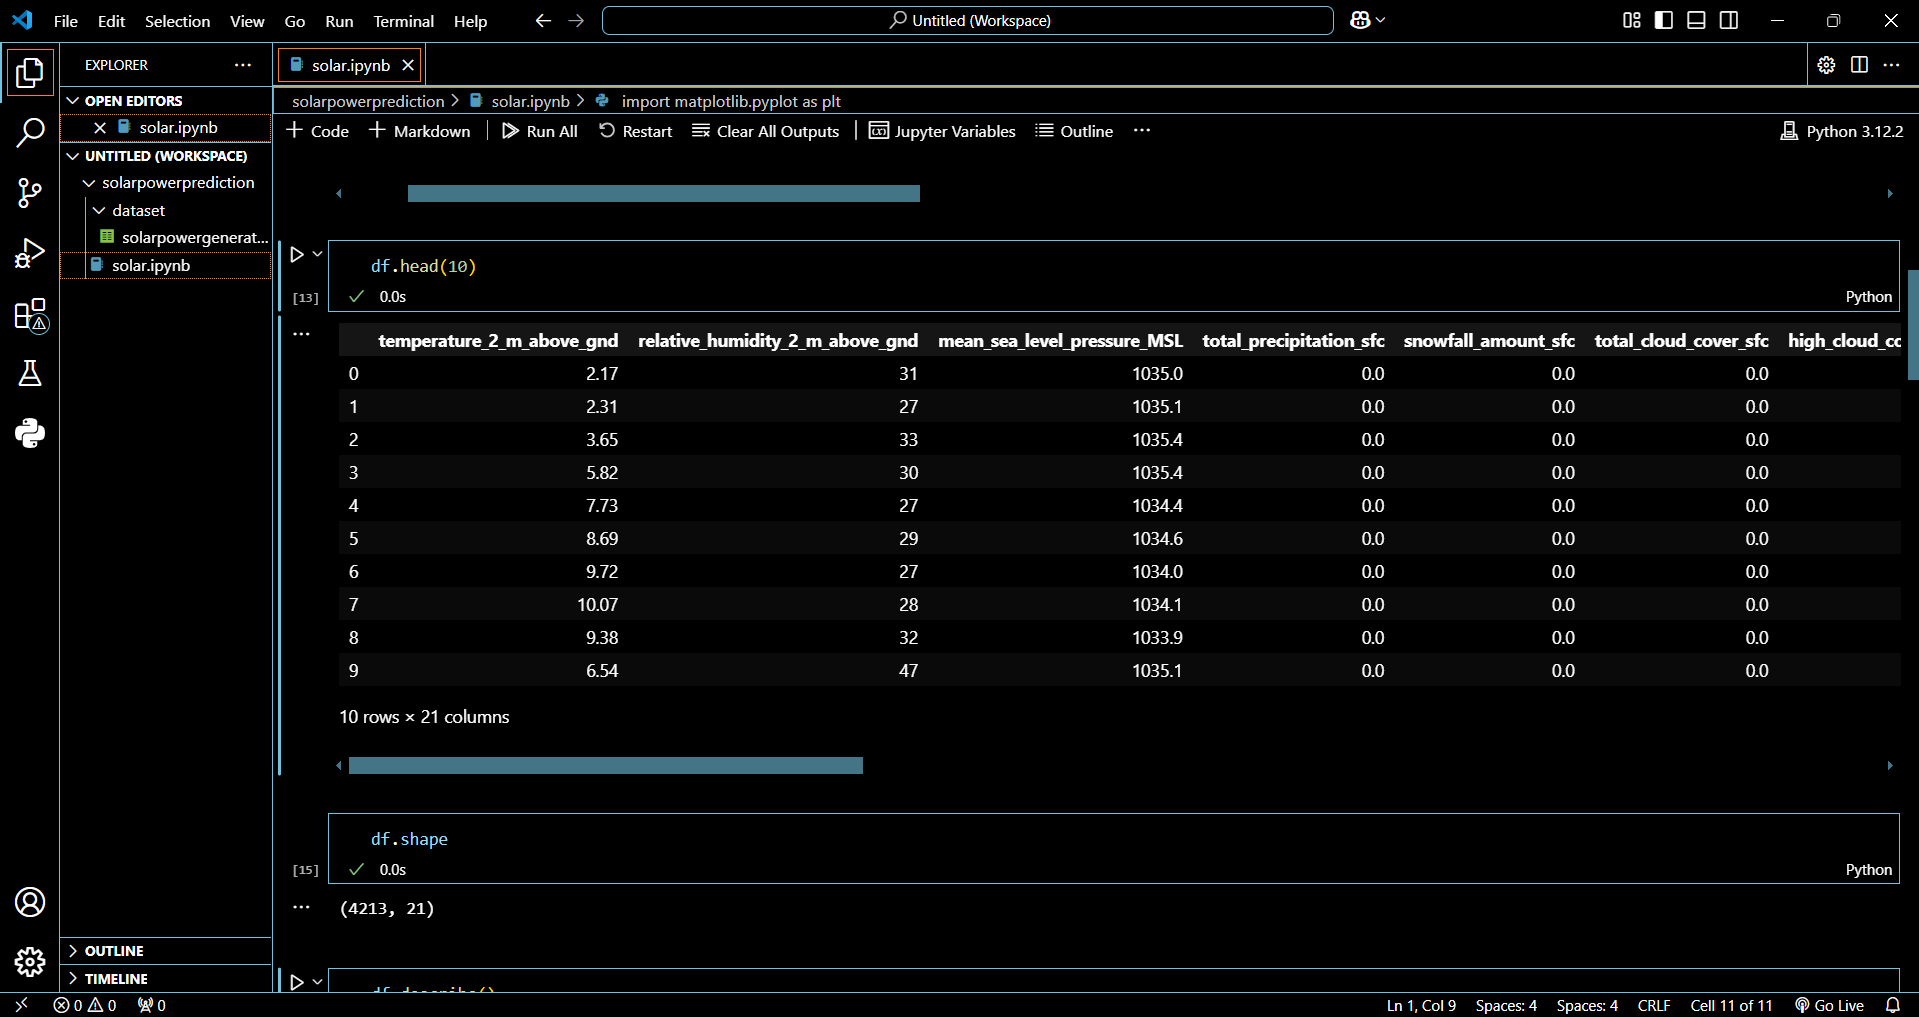 File Edit Selection View Go Run Terminal Help Untitled (Workspace)
EXPLORER
solar.ipynb
OPEN EDITORS
solar.ipynb
UNTITLED (WORKSPACE)
solarpowerprediction
dataset
solarpowergenerat...
solar.ipynb
solarpowerprediction > solar.ipynb > import matplotlib.pyplot as plt
+ Code + Markdown Run All Restart Clear All Outputs Jupyter Variables Outline ... Python 3.12.2
df.head(10)
[13] ✓ 0.0s Python
temperature_2_m_above_gnd relative_humidity_2_m_above_gnd mean_sea_level_pressure_MSL total_precipitation_sfc snowfall_amount_sfc total_cloud_cover_sfc high_cloud_co
0 2.17 31 1035.0 0.0 0.0 0.0
1 2.31 27 1035.1 0.0 0.0 0.0
2 3.65 33 1035.4 0.0 0.0 0.0
3 5.82 30 1035.4 0.0 0.0 0.0
4 7.73 27 1034.4 0.0 0.0 0.0
5 8.69 29 1034.6 0.0 0.0 0.0
6 9.72 27 1034.0 0.0 0.0 0.0
7 10.07 28 1034.1 0.0 0.0 0.0
8 9.38 32 1033.9 0.0 0.0 0.0
9 6.54 47 1035.1 0.0 0.0 0.0
10 rows × 21 columns
df.shape
[15] ✓ 0.0s Python
(4213, 21)
df.describe()
OUTLINE
TIMELINE
0 0 0 Ln 1, Col 9 Spaces: 4 Spaces: 4 CRLF Cell 11 of 11 Go Live